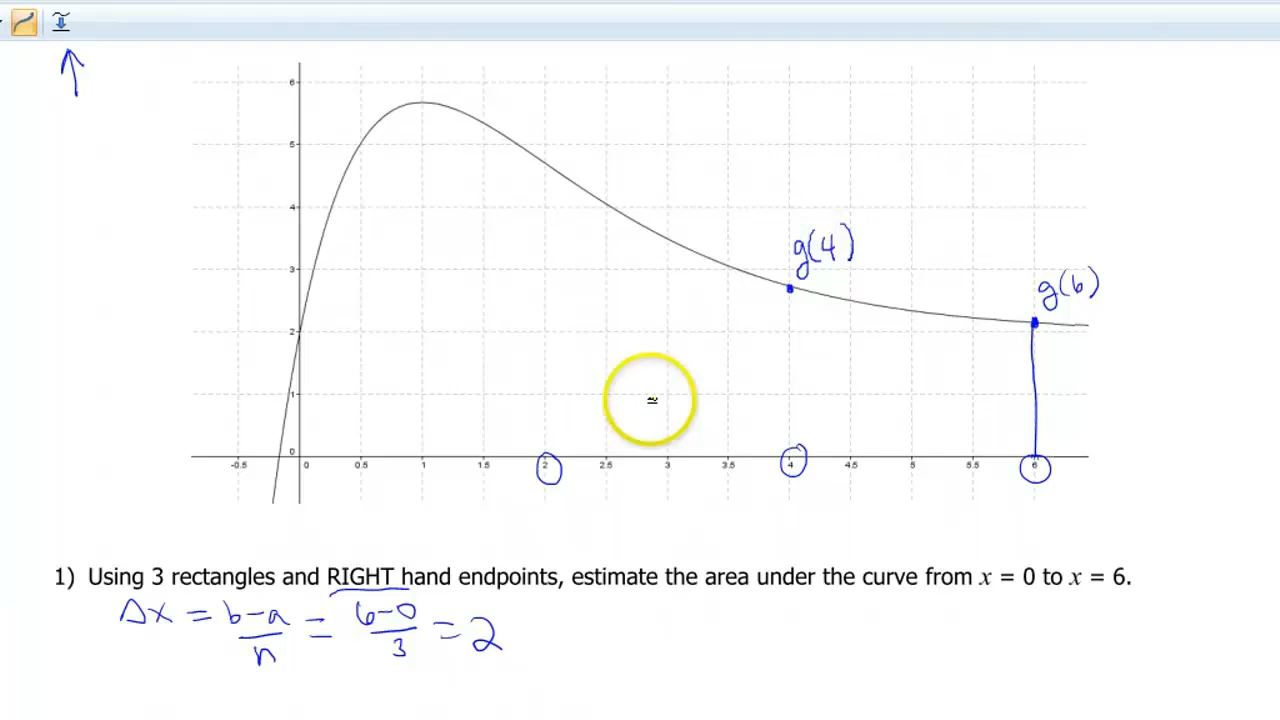 6
5
4
g(4)
3
g(6)
2
1
0
-0.5 0 0.5 1 1.5 2 2.5 3 3.5 4 4.5 5 5.5 6
1) Using 3 rectangles and RIGHT hand endpoints, estimate the area under the curve from x = 0 to x = 6.
Δx = b-a/n = 6-0/3 = 2